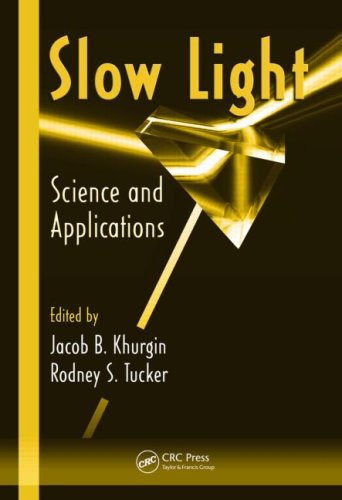 Slow Light
Science and
Applications
Edited by
Jacob B. Khurgin
Rodney S. Tucker
CRC
CRC Press
Taylor & Francis Group